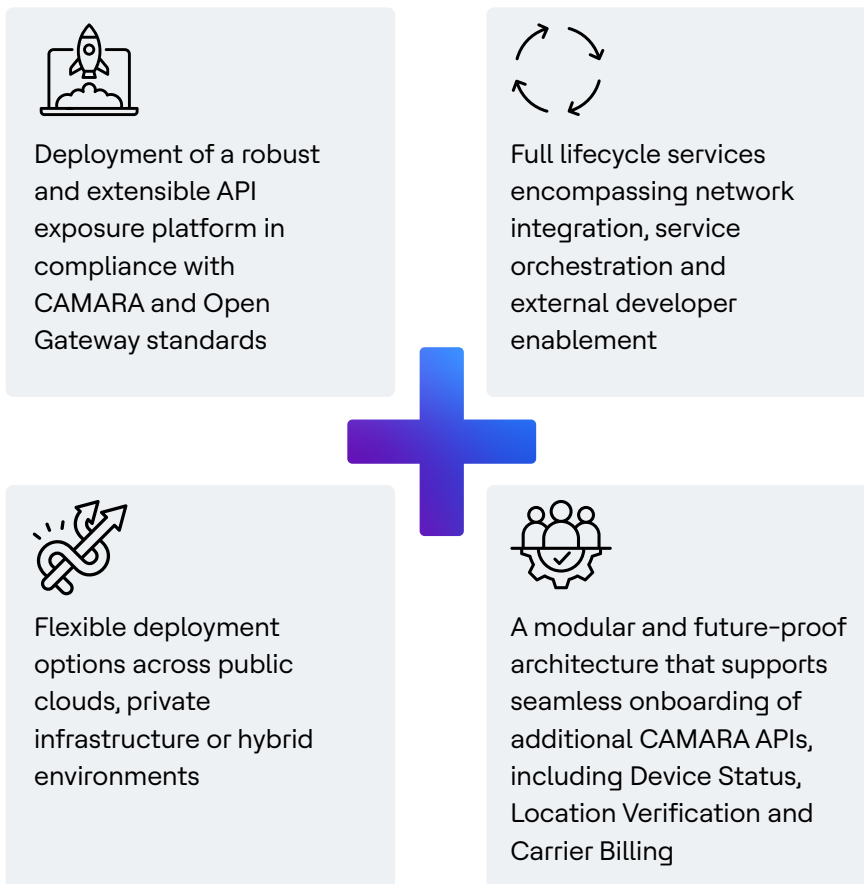 Deployment of a robust
and extensible API
exposure platform in
compliance with
CAMARA and Open
Gateway standards
Full lifecycle services
encompassing network
integration, service
orchestration and
external developer
enablement
Flexible deployment
options across public
clouds, private
infrastructure or hybrid
environments
A modular and future-proof
architecture that supports
seamless onboarding of
additional CAMARA APIs,
including Device Status,
Location Verification and
Carrier Billing